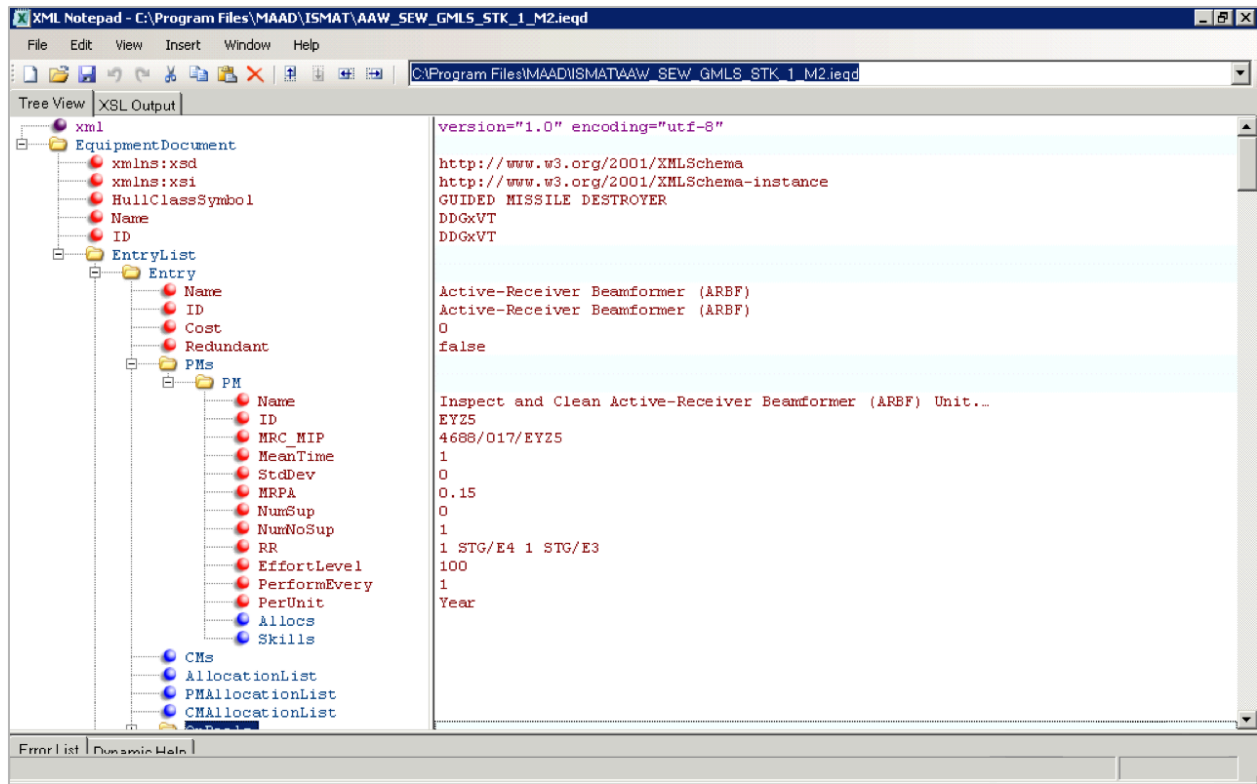 XML Notepad - C:\Program Files\MAAD\ISMAT\AAW_SEW_GMLS_STK_1_M2.ieqd
File Edit View Insert Window Help
C:\Program Files\MAAD\ISMAT\AAW_SEW_GMLS_STK_1_M2.ieqd
Tree View XSL Output
xml version="1.0" encoding="utf-8"
EquipmentDocument
xmlns:xsd http://www.w3.org/2001/XMLSchema
xmlns:xsi http://www.w3.org/2001/XMLSchema-instance
HullClassSymbol GUIDED MISSILE DESTROYER
Name DDGxVT
ID DDGxVT
EntryList
Entry
Name Active-Receiver Beamformer (ARBF)
ID Active-Receiver Beamformer (ARBF)
Cost 0
Redundant false
PMs
PM
Name Inspect and Clean Active-Receiver Beamformer (ARBF) Unit...
ID EYZ5
MRC_MIP 4688/017/EYZ5
MeanTime 1
StdDev 0
MRPA 0.15
NumSup 0
NumNoSup 1
RR 1 STG/E4 1 STG/E3
EffortLevel 100
PerformEvery 1
PerUnit Year
Allocs
Skills
CMs
AllocationList
PMAllocationList
CMAllocationList
Error List Dynamic Help